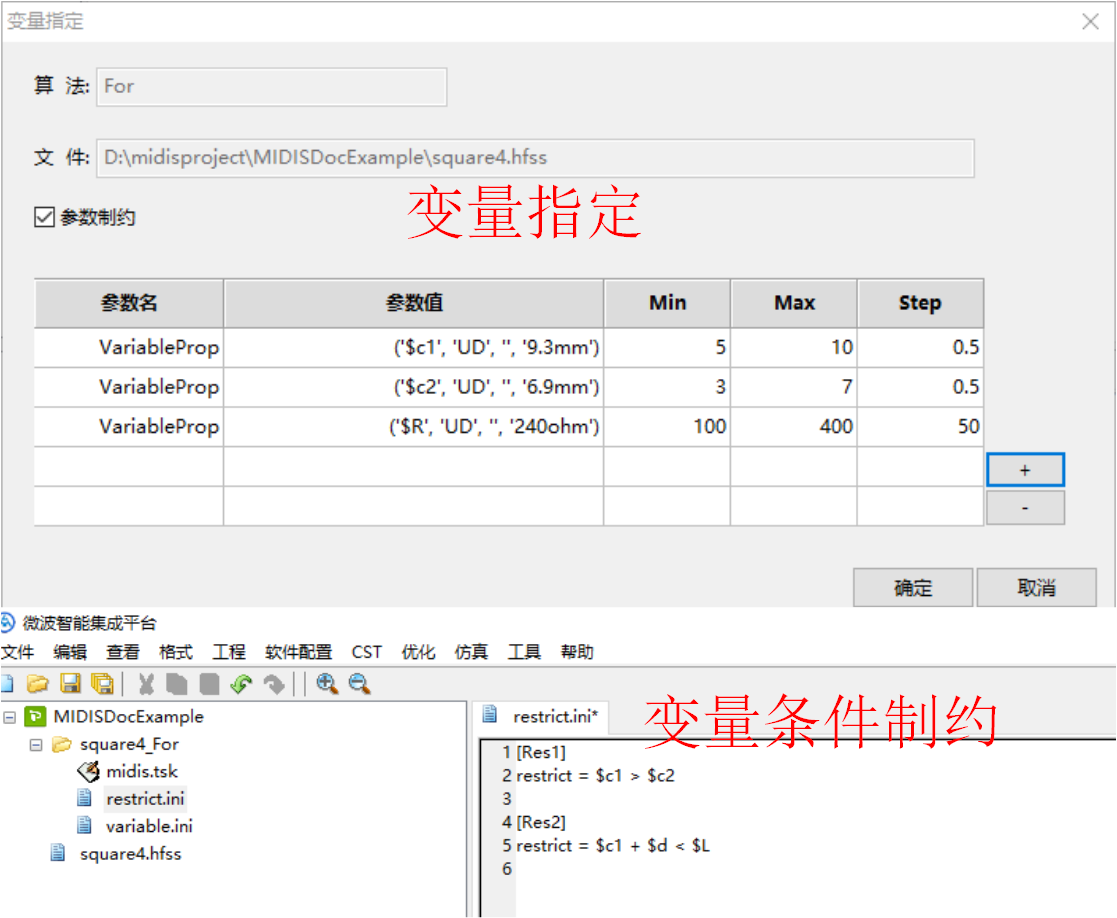 变量指定
算 法: For
文 件: D:\midisproject\MIDISDocExample\square4.hfss
变量指定
参数制约
参数名 参数值 Min Max Step
VariableProp ('$c1', 'UD', '', '9.3mm') 5 10 0.5
VariableProp ('$c2', 'UD', '', '6.9mm') 3 7 0.5
VariableProp ('$R', 'UD', '', '240ohm') 100 400 50
+
-
确定 取消
微波智能集成平台
文件 编辑 查看 格式 工程 软件配置 CST 优化 仿真 工具 帮助
MIDISDocExample
square4_For
midis.tsk
restrict.ini
variable.ini
square4.hfss
restrict.ini*
变量条件制约
1 [Res1]
2 restrict = $c1 > $c2
3
4 [Res2]
5 restrict = $c1 + $d < $L
6